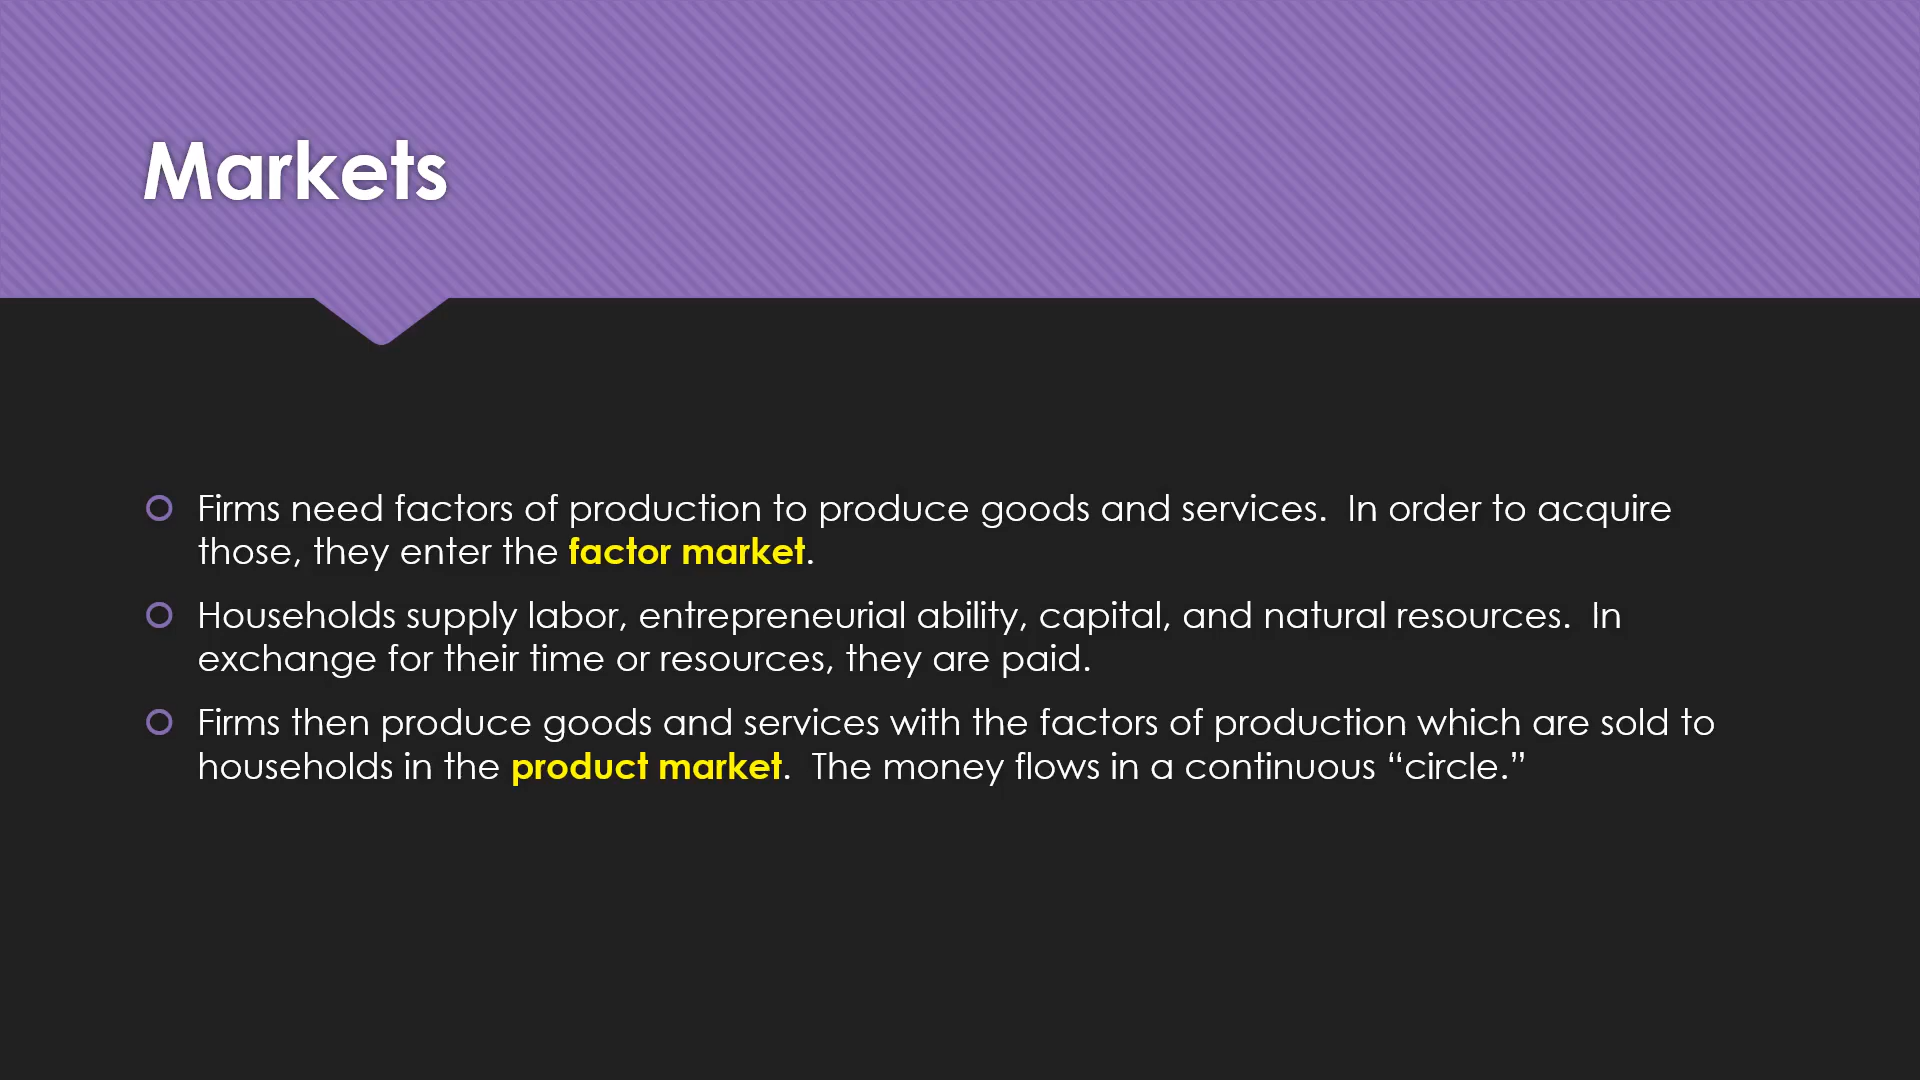 Markets
Firms need factors of production to produce goods and services.  In order to acquire
those, they enter the factor market.
Households supply labor, entrepreneurial ability, capital, and natural resources.  In
exchange for their time or resources, they are paid.
Firms then produce goods and services with the factors of production which are sold to
households in the product market.  The money flows in a continuous “circle.”